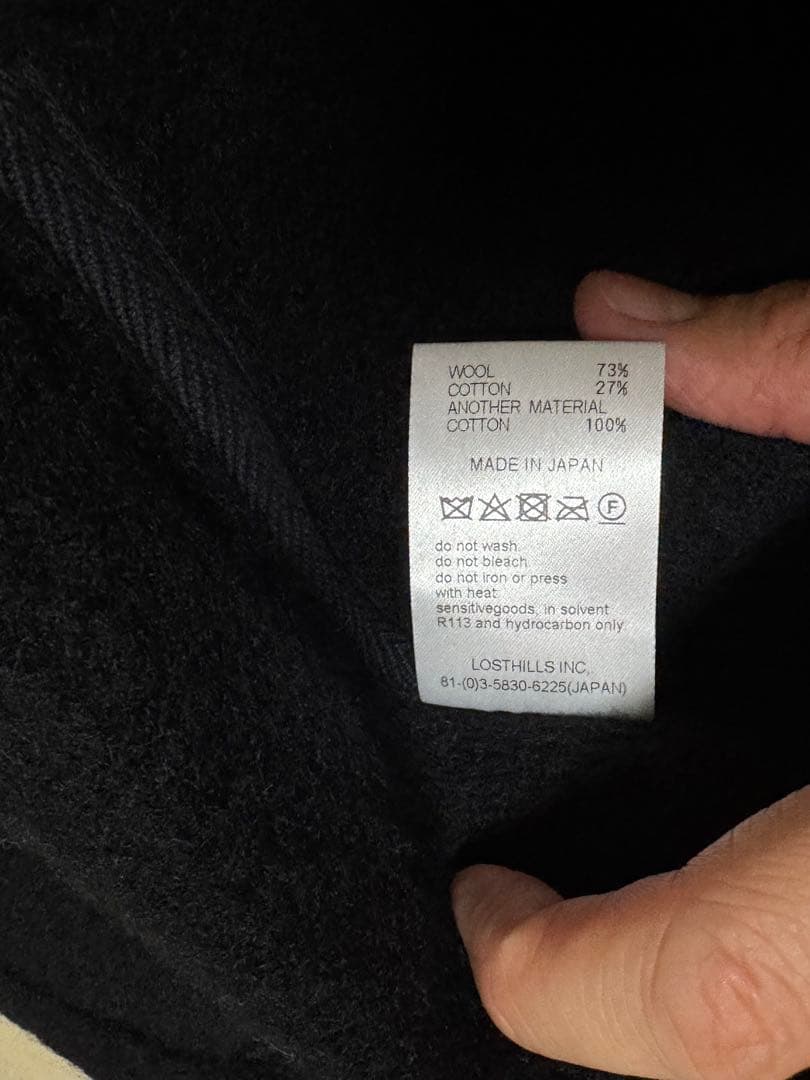 WOOL 73%
COTTON 27%
ANOTHER MATERIAL
COTTON 100%
MADE IN JAPAN
F
do not wash.
do not bleach.
do not iron or press
with heat
sensitivegoods, in solvent
R113 and hydrocarbon only.
LOSTHILLS INC,
81-(0)3-5830-6225(JAPAN)